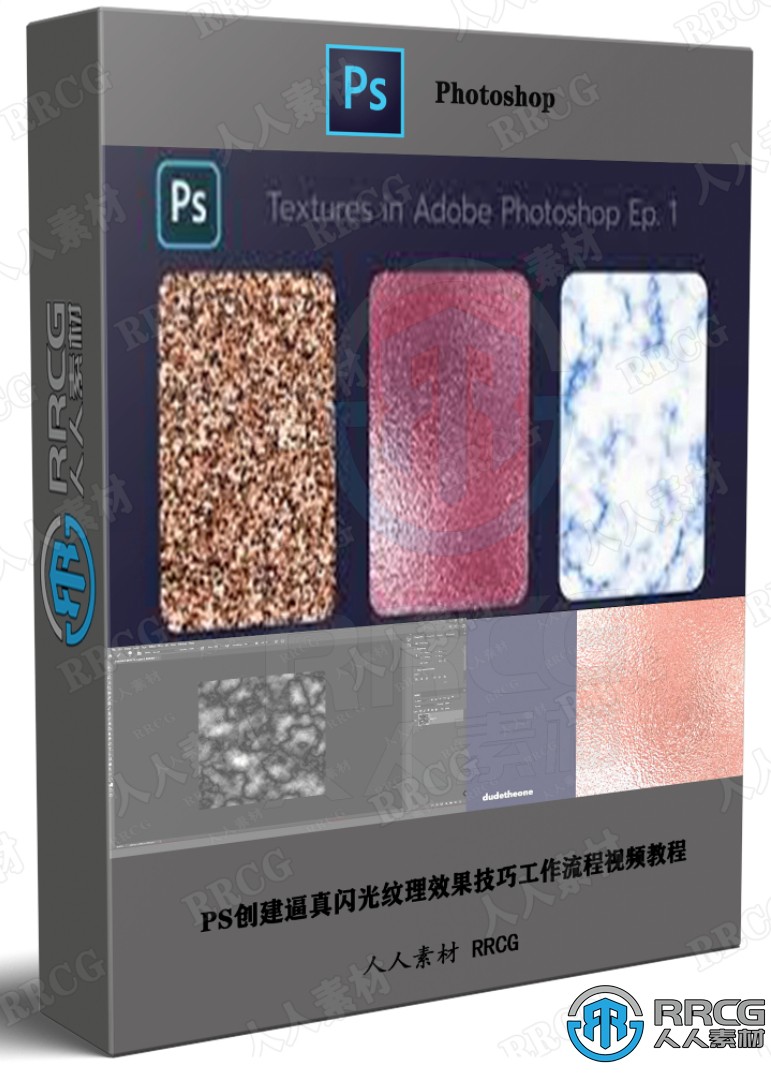 Ps
Photoshop
Ps
Textures in Adobe Photoshop Ep. 1
RRCG
人人素材
dudetheone
PS创建逼真闪光纹理效果技巧工作流程视频教程
人人素材 RRCG
RRCG
人人素材